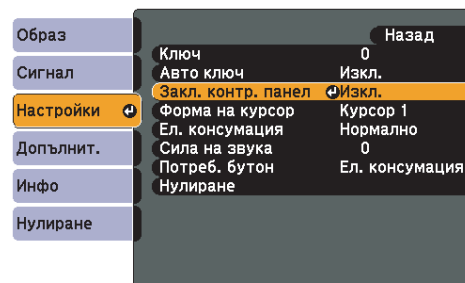 Образ
Сигнал
Настройки
Допълнит.
Инфо
Нулиране
Назад
Ключ 0
Авто ключ Изкл.
Закл. контр. панел Изкл.
Форма на курсор Курсор 1
Ел. консумация Нормално
Сила на звука 0
Потреб. бутон Ел. консумация
Нулиране